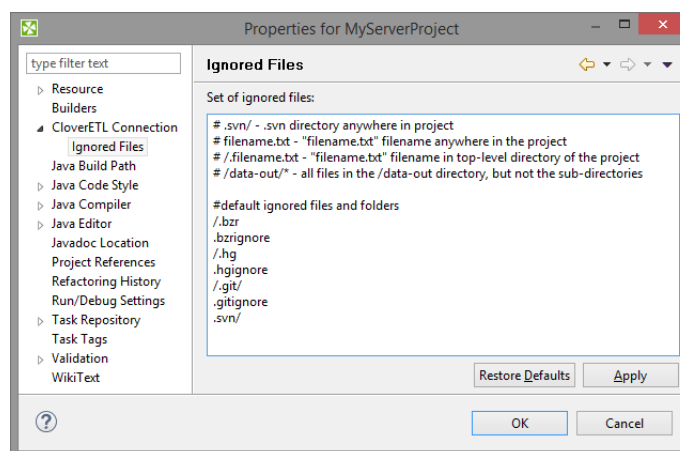 Properties for MyServerProject
type filter text
Resource
Builders
CloverETL Connection
Ignored Files
Java Build Path
Java Code Style
Java Compiler
Java Editor
Javadoc Location
Project References
Refactoring History
Run/Debug Settings
Task Repository
Task Tags
Validation
WikiText
Ignored Files
Set of ignored files:
# .svn/ - .svn directory anywhere in project
# filename.txt - "filename.txt" filename anywhere in the project
# /.filename.txt - "filename.txt" filename in top-level directory of the project
# /data-out/* - all files in the /data-out directory, but not the sub-directories
#default ignored files and folders
/.bzr
.bzrignore
/.hg
.hgignore
/.git/
.gitignore
.svn/
Restore Defaults
Apply
OK
Cancel